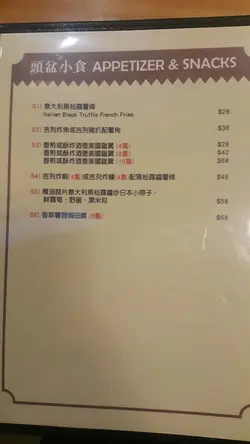 頭盆小食 APPETIZER & SNACKS
S1) 意大利黑松露薯條 $28
Italian Black Truffle French Fries
S2) 吉列炸魚或吉列豬扒配薯角 $38
S3) 香煎或酥炸酒香美國雞翼 (4隻) $28
香煎或酥炸酒香美國雞翼 (6隻) $42
香煎或酥炸酒香美國雞翼 (10隻) $69
S4) 吉列炸蝦(4隻)或吉列炸蠔(4隻)配黑松露薯條 $48
S5) 欖油蒜片意大利黑松露醬炒日本小冊子、 $58
鮮露筍、野菌、粟米粒
S6) 香草薯蓉焗田螺 (6隻) $68